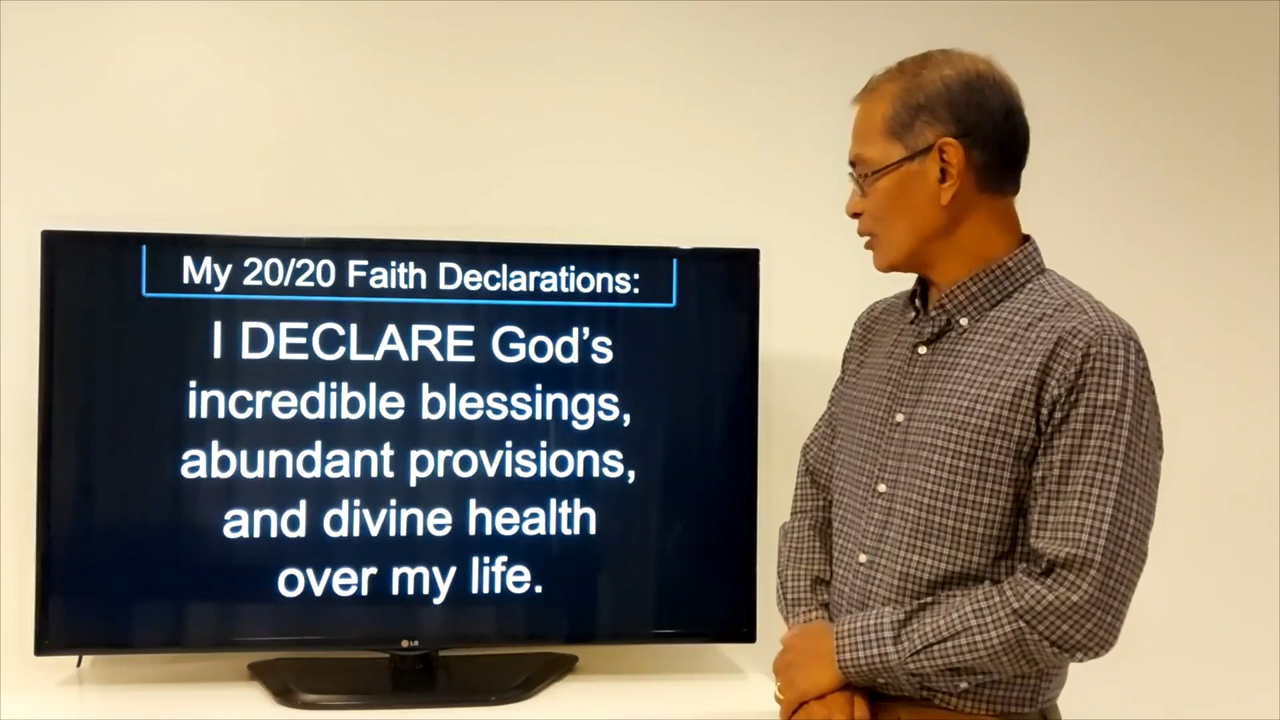 My 20/20 Faith Declarations:
I DECLARE God's
incredible blessings,
abundant provisions,
and divine health
over my life.
LG